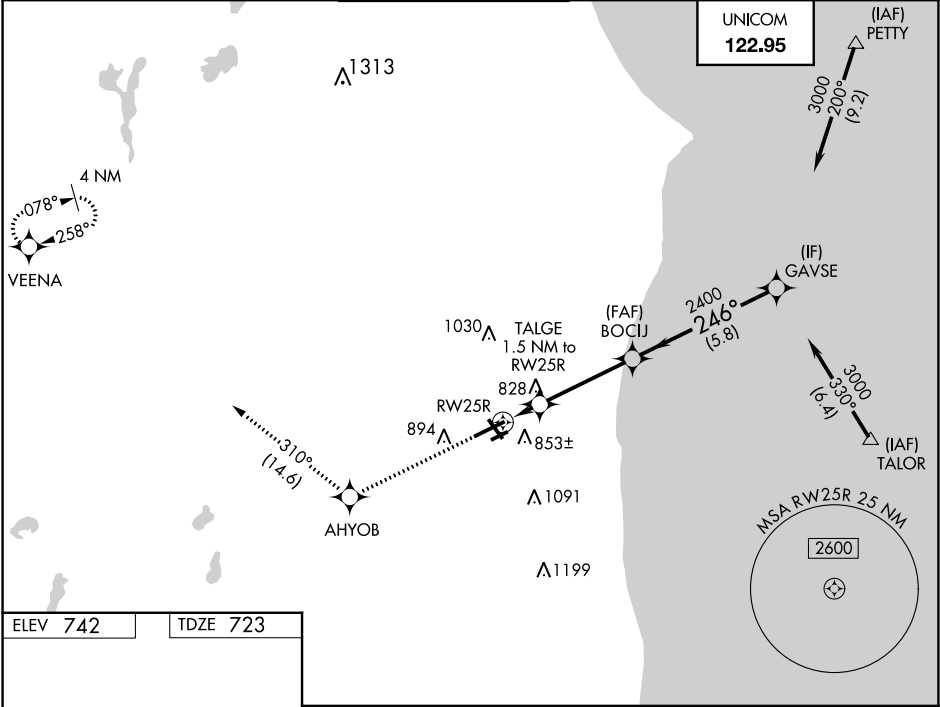 UNICOM
122.95
(IAF)
PETTY
3000
200°
(9.2)
1313
4 NM
078°
258°
VEENA
(IF)
GAVSE
2400
246°
(5.8)
(FAF)
BOCIJ
1030
TALGE
1.5 NM to
RW25R
828
RW25R
894
853±
3000
330°
(6.4)
(IAF)
TALOR
310°
(14.6)
AHYOB
1091
1199
MSA RW25R 25 NM
2600
ELEV 742
TDZE 723